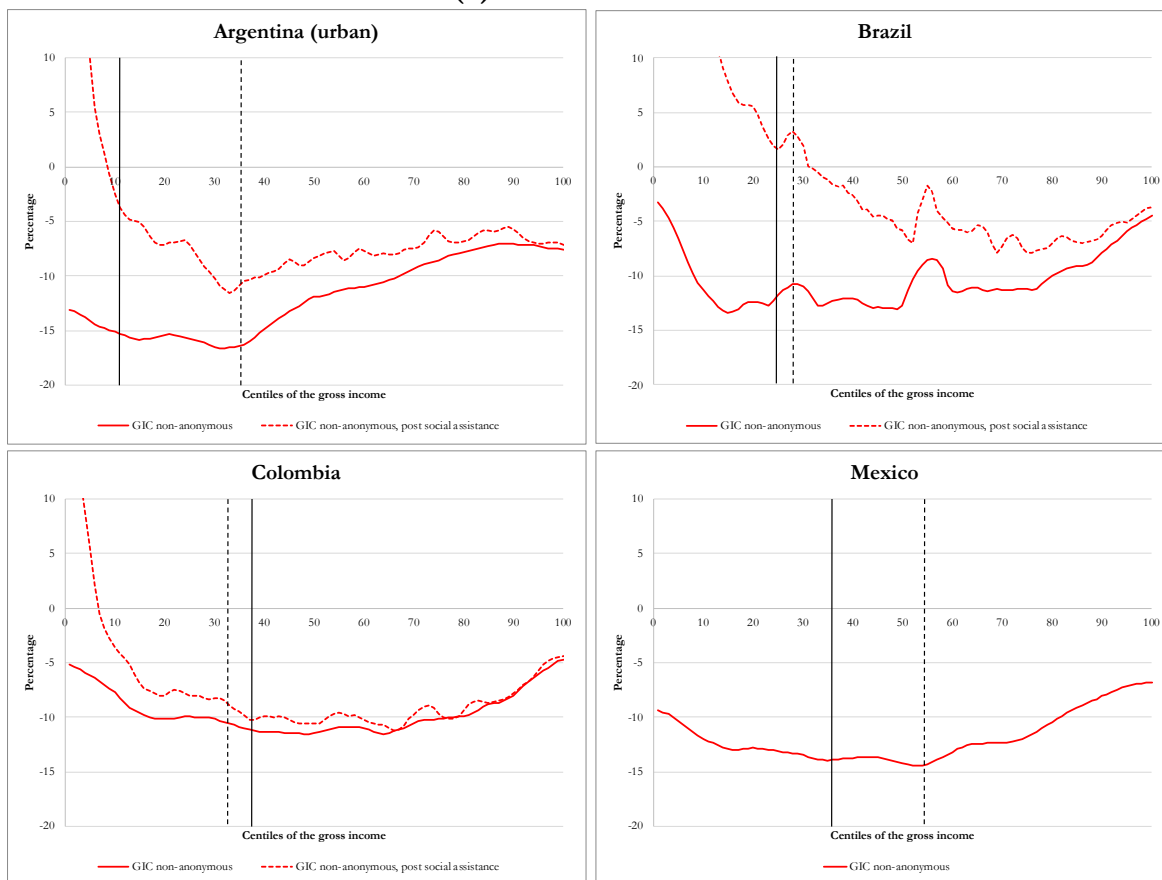 Argentina (urban)
10
5
0
-5
-10
-15
-20
Percentage
0 10 20 30 40 50 60 70 80 90 100
Centiles of the gross income
GIC non-anonymous GIC non-anonymous, post social assistance
Brazil
10
5
0
-5
-10
-15
-20
Percentage
0 10 20 30 40 50 60 70 80 90 100
Centiles of the gross income
GIC non-anonymous GIC non-anonymous, post social assistance
Colombia
10
5
0
-5
-10
-15
-20
Percentage
0 10 20 30 40 50 60 70 80 90 100
Centiles of the gross income
GIC non-anonymous GIC non-anonymous, post social assistance
Mexico
10
5
0
-5
-10
-15
-20
Percentage
0 10 20 30 40 50 60 70 80 90 100
Centiles of the gross income
GIC non-anonymous